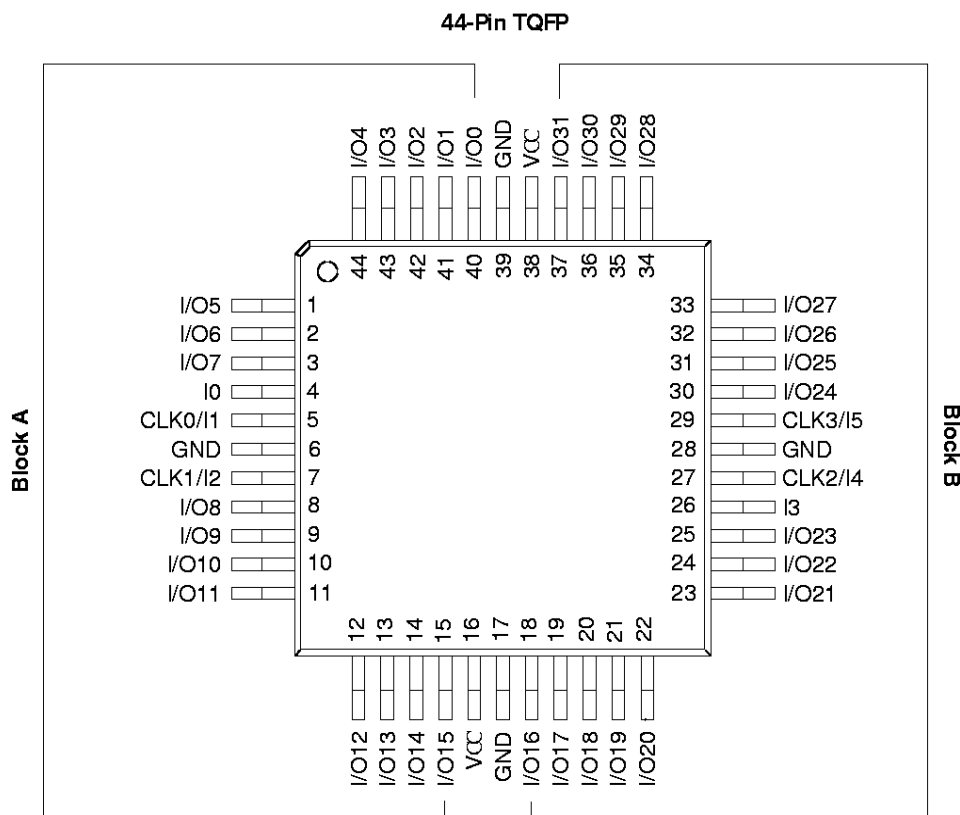 44-Pin TQFP
I/O4
I/O3
I/O2
I/O1
I/O0
GND
VCC
I/O31
I/O30
I/O29
I/O28
44
43
42
41
40
39
38
37
36
35
34
I/O5 1
I/O6 2
I/O7 3
I0 4
CLK0/I1 5
GND 6
CLK1/I2 7
I/O8 8
I/O9 9
I/O10 10
I/O11 11
33 I/O27
32 I/O26
31 I/O25
30 I/O24
29 CLK3/I5
28 GND
27 CLK2/I4
26 I3
25 I/O23
24 I/O22
23 I/O21
Block A
Block B
12
13
14
15
16
17
18
19
20
21
22
I/O12
I/O13
I/O14
I/O15
VCC
GND
I/O16
I/O17
I/O18
I/O19
I/O20